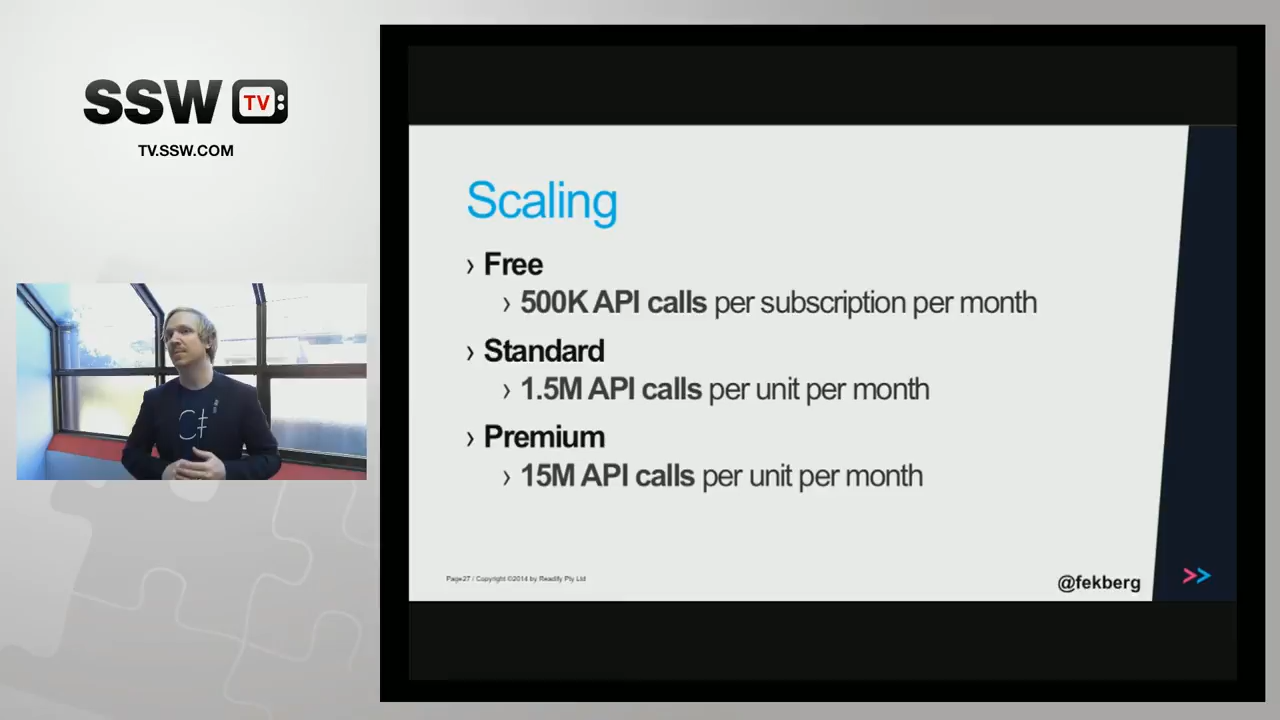 SSW TV
TV.SSW.COM
Scaling
› Free
› 500K API calls per subscription per month
› Standard
› 1.5M API calls per unit per month
› Premium
› 15M API calls per unit per month
Page27 / Copyright ©2014 by Readify Pty Ltd
@fekberg
C#